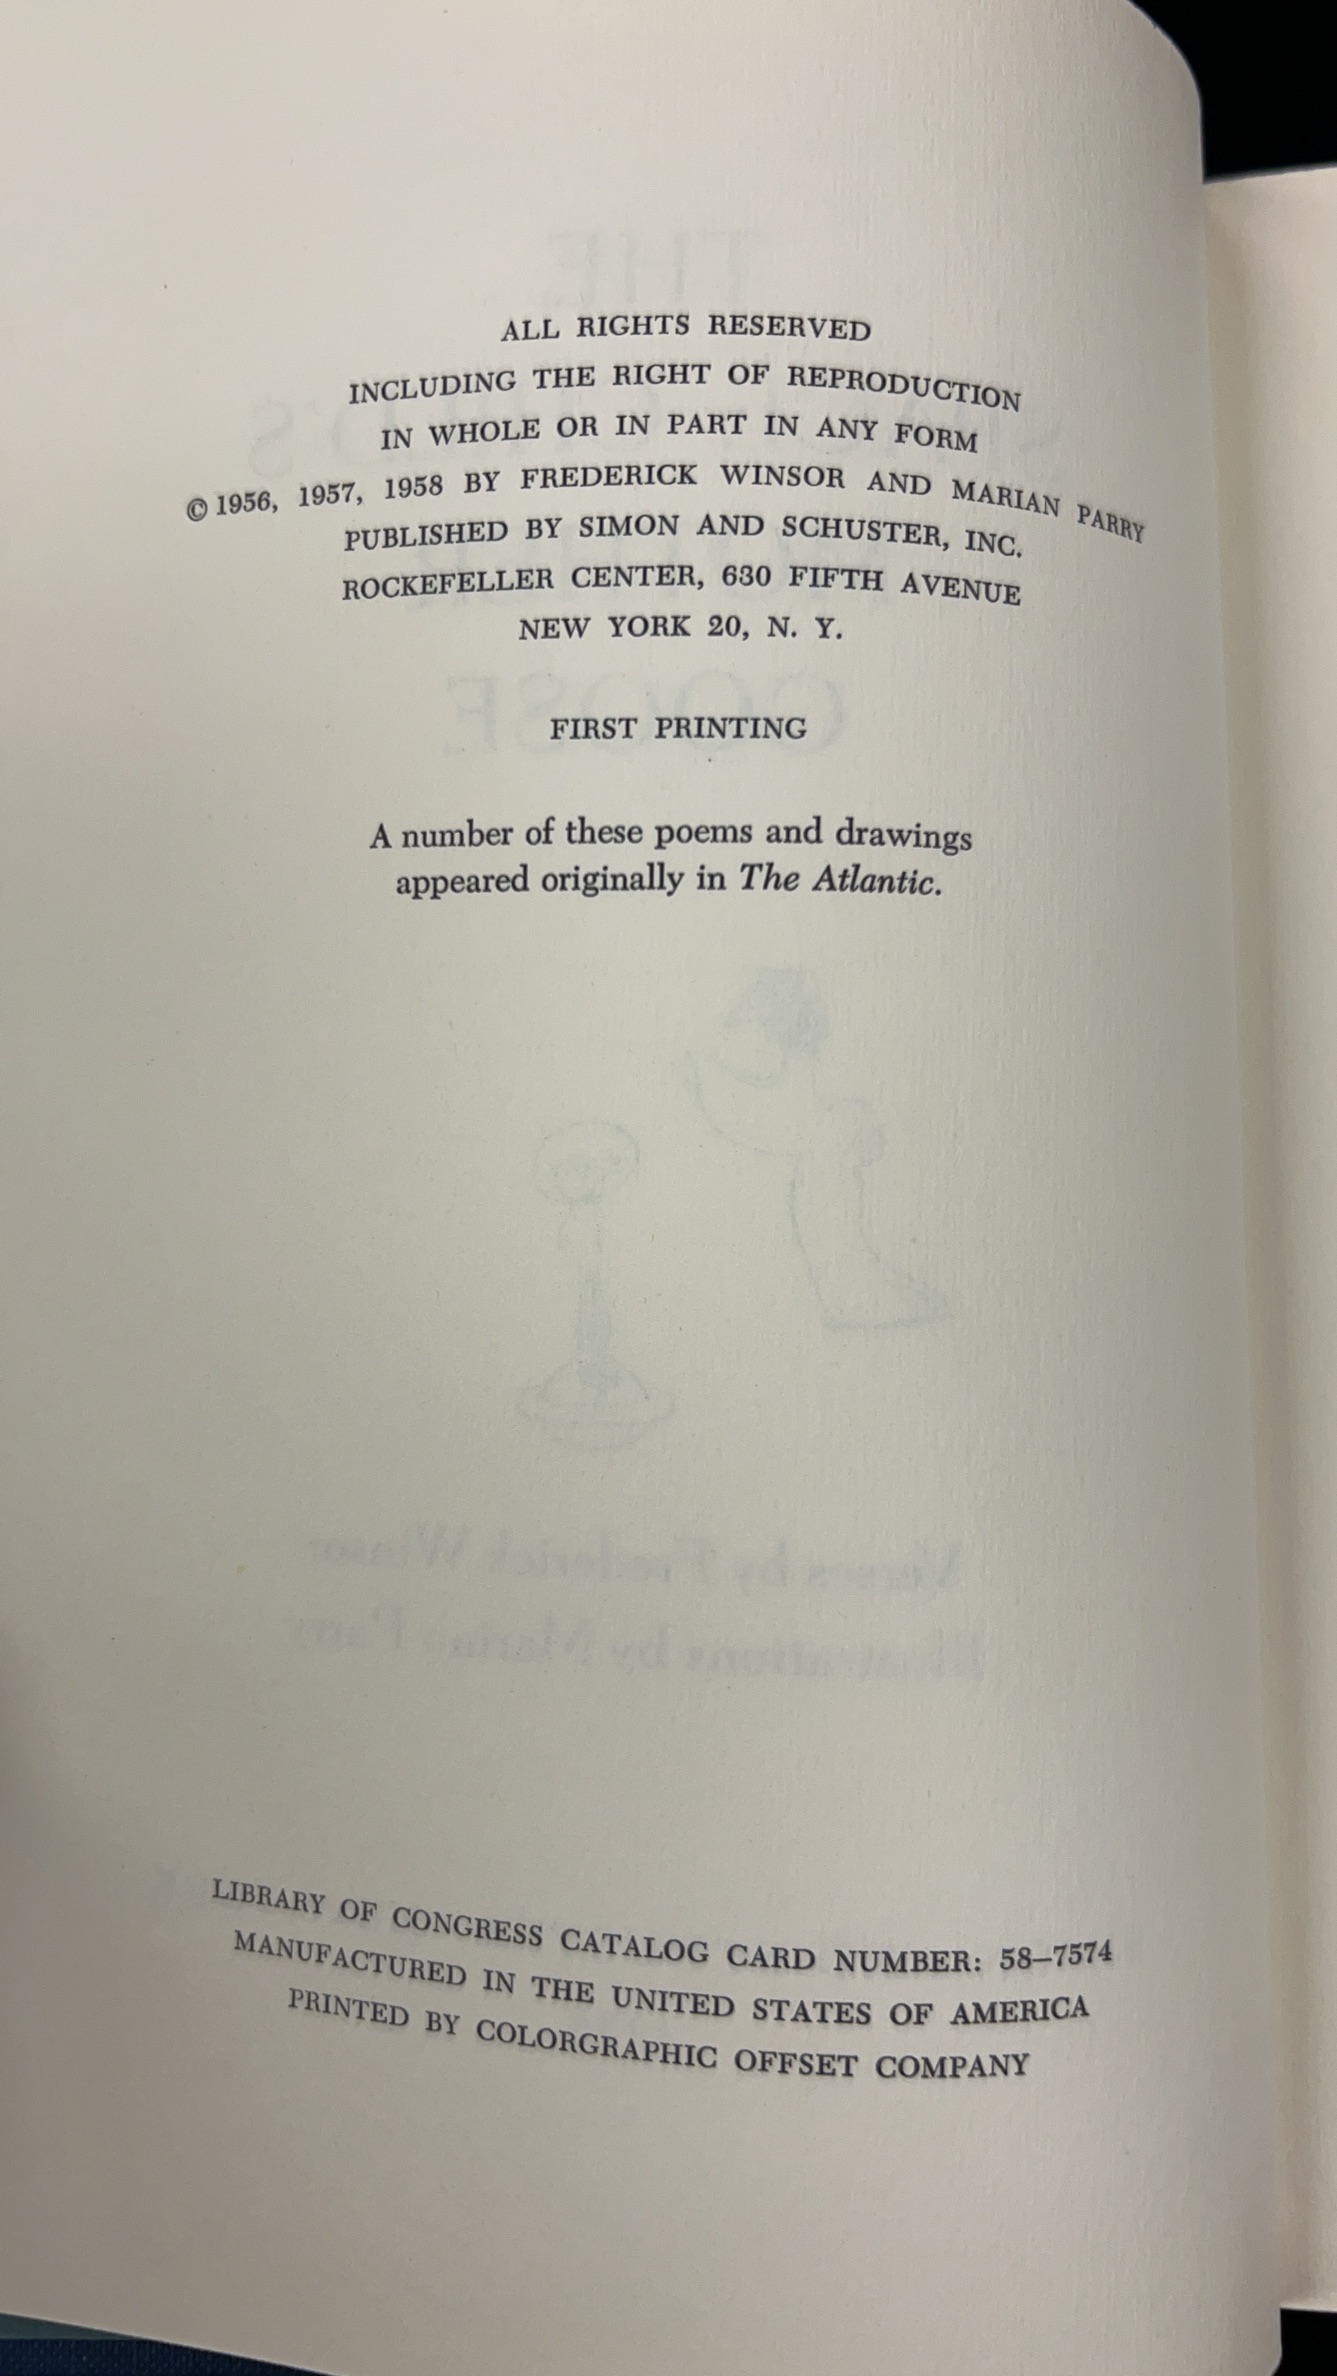 ALL RIGHTS RESERVED
INCLUDING THE RIGHT OF REPRODUCTION
IN WHOLE OR IN PART IN ANY FORM
© 1956, 1957, 1958 BY FREDERICK WINSOR AND MARIAN PARRY
PUBLISHED BY SIMON AND SCHUSTER, INC.
ROCKEFELLER CENTER, 630 FIFTH AVENUE
NEW YORK 20, N. Y.
FIRST PRINTING
A number of these poems and drawings
appeared originally in The Atlantic.
LIBRARY OF CONGRESS CATALOG CARD NUMBER: 58–7574
MANUFACTURED IN THE UNITED STATES OF AMERICA
PRINTED BY COLORGRAPHIC OFFSET COMPANY